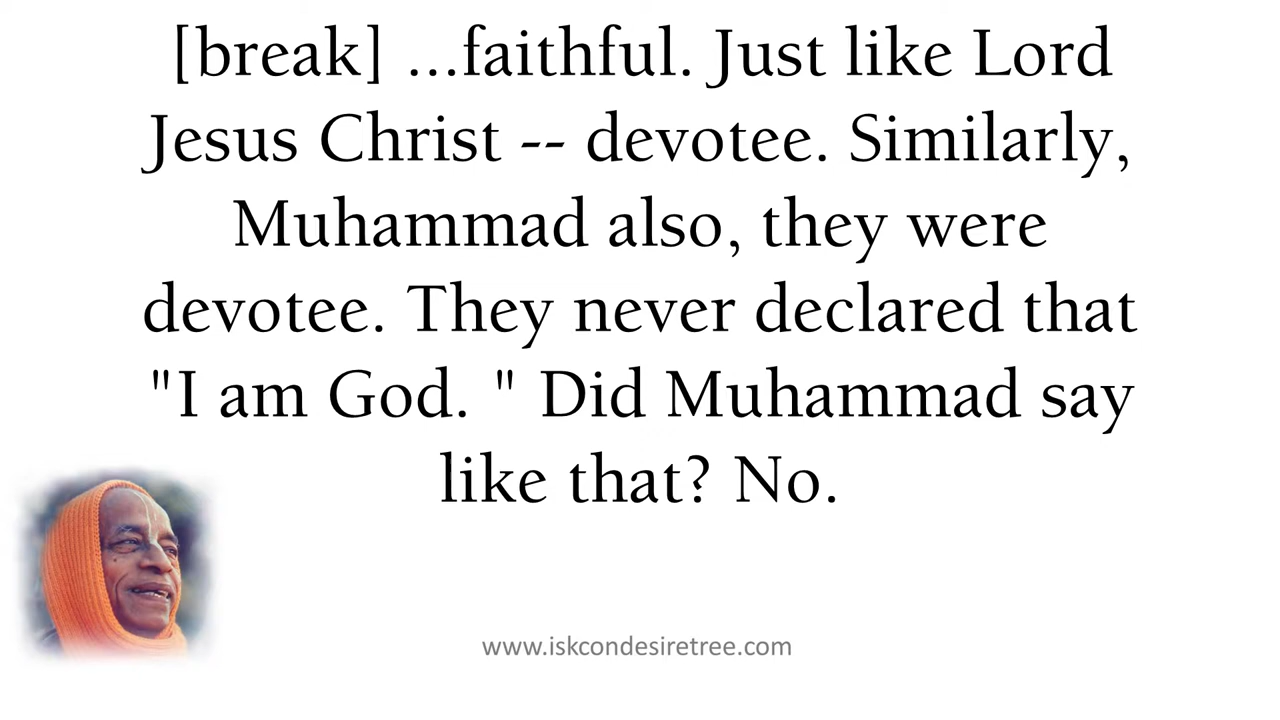 [break] ...faithful. Just like Lord
Jesus Christ -- devotee. Similarly,
Muhammad also, they were
devotee. They never declared that
"I am God. " Did Muhammad say
like that? No.
www.iskcondesiretree.com